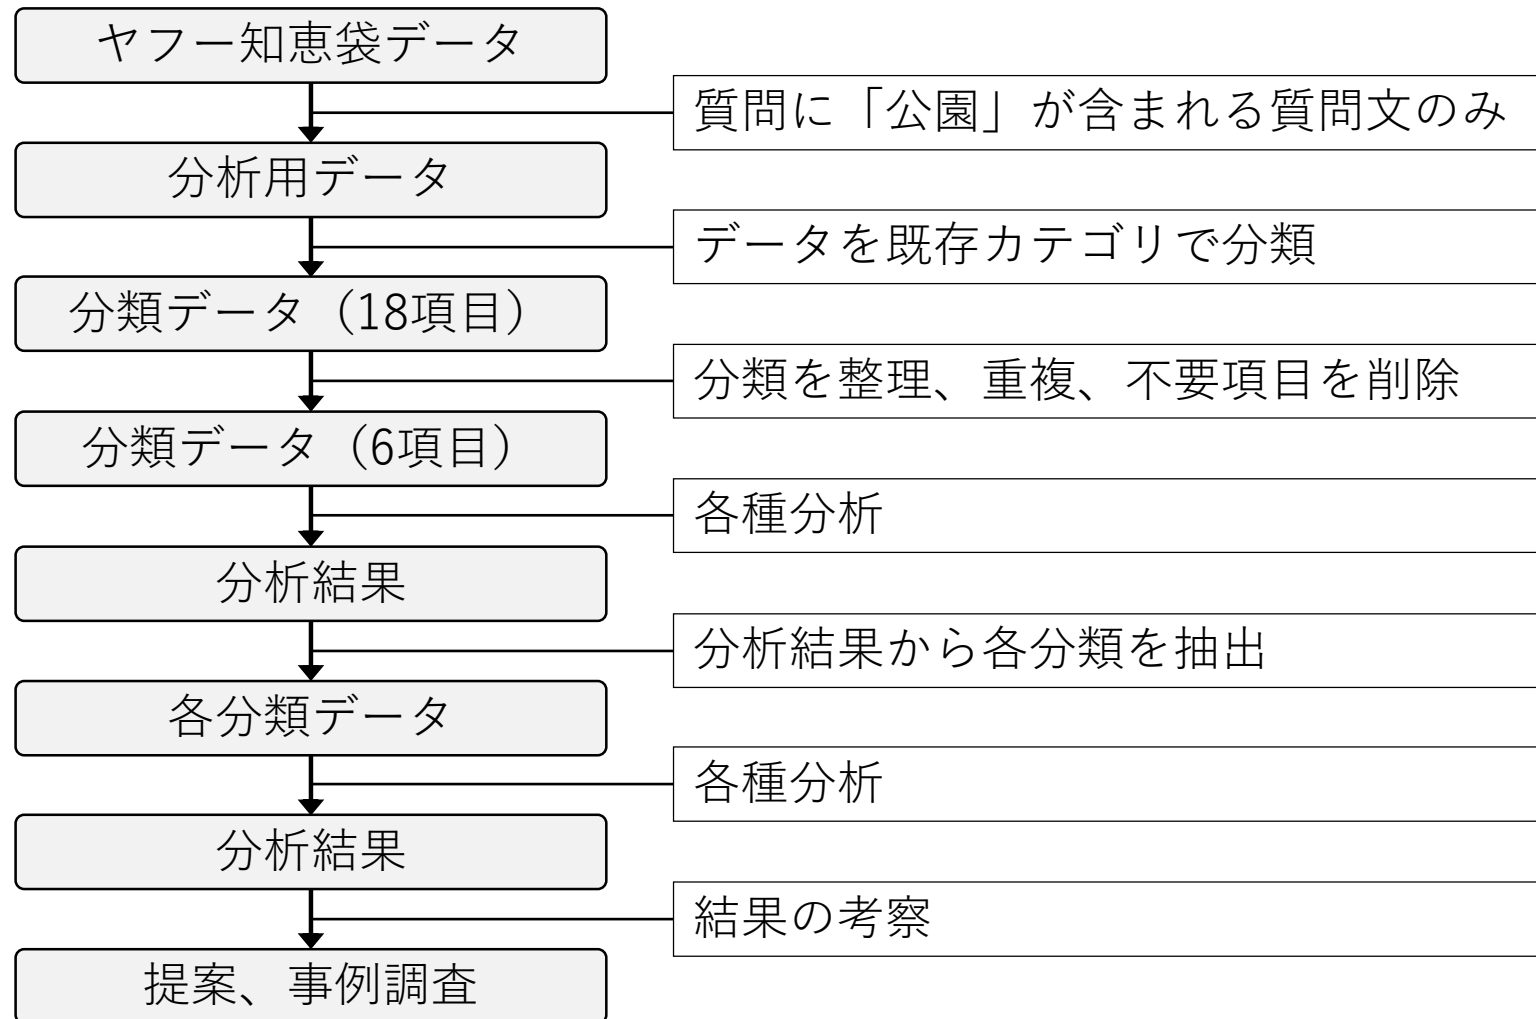 ヤフー知恵袋データ
質問に「公園」が含まれる質問文のみ
分析用データ
データを既存カテゴリで分類
分類データ（18項目）
分類を整理、重複、不要項目を削除
分類データ（6項目）
各種分析
分析結果
分析結果から各分類を抽出
各分類データ
各種分析
分析結果
結果の考察
提案、事例調査